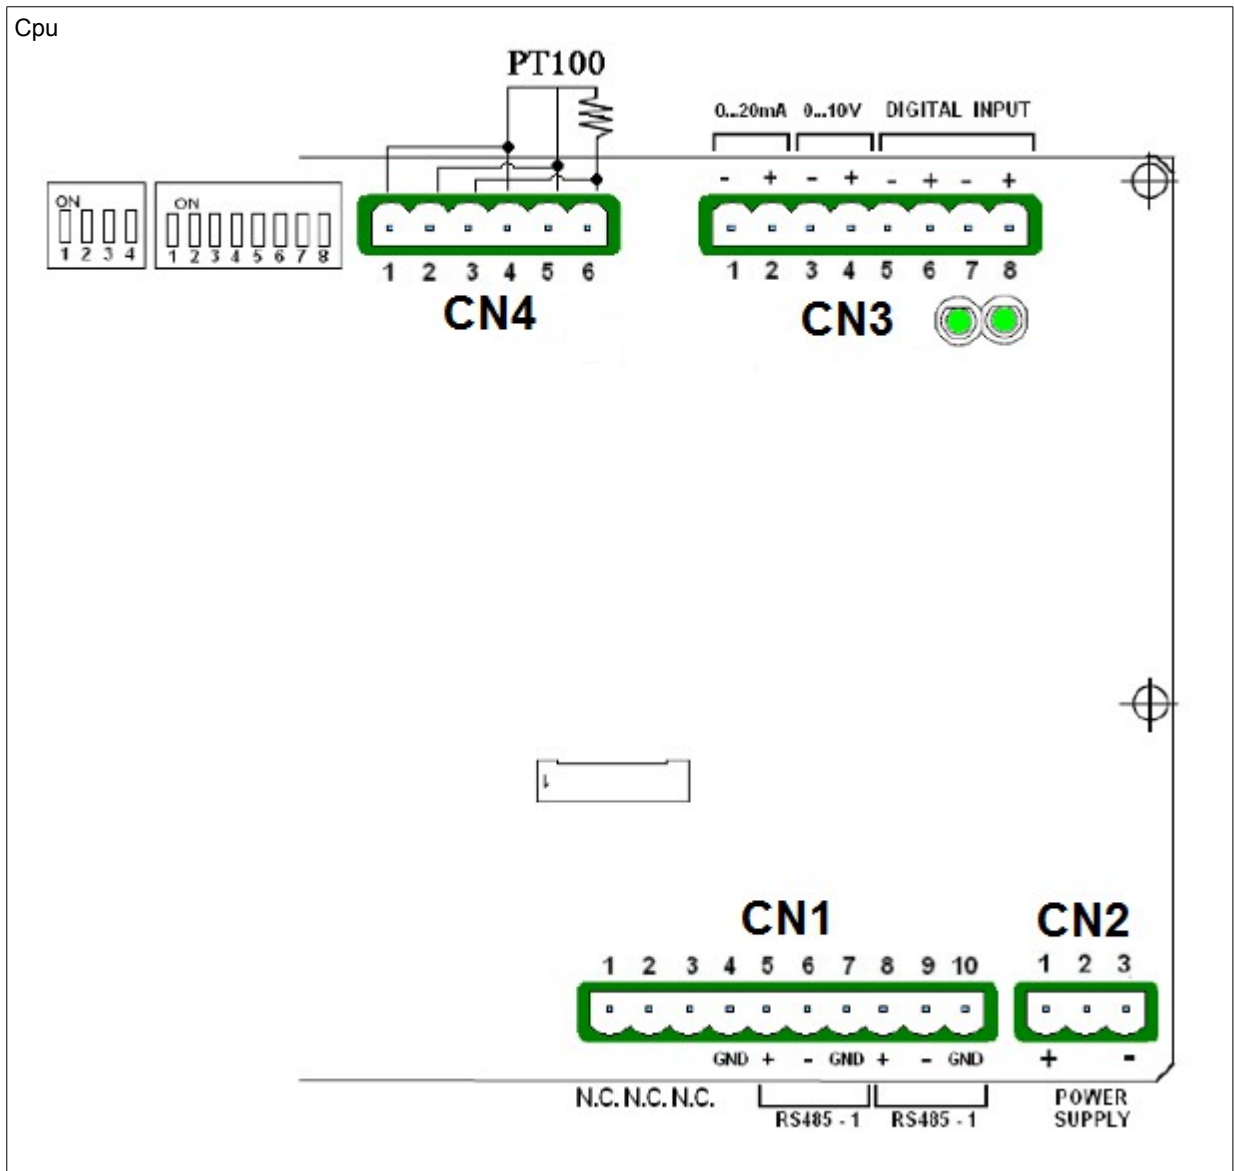 Cpu
PT100
0...20mA 0...10V DIGITAL INPUT
- + - + - + - +
ON
1 2 3 4
ON
1 2 3 4 5 6 7 8
1 2 3 4 5 6
CN4
1 2 3 4 5 6 7 8
CN3
1
CN1
1 2 3 4 5 6 7 8 9 10
GND + - GND + - GND
N.C. N.C. N.C.
RS485 - 1 RS485 - 1
CN2
1 2 3
+ -
POWER
SUPPLY